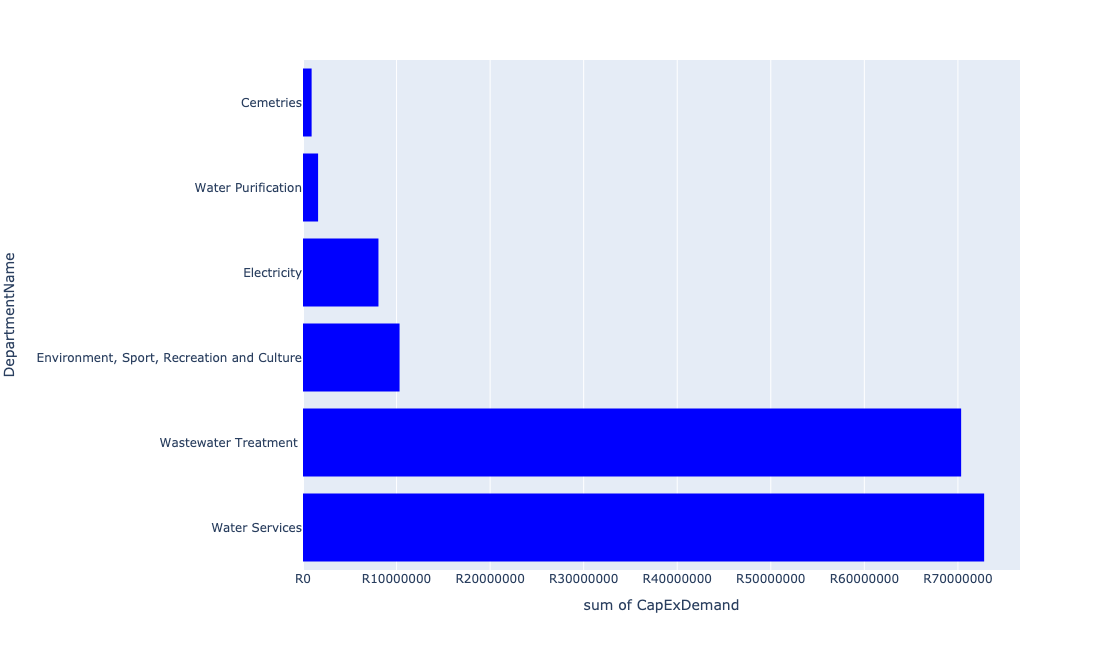 DepartmentName
Cemetries
Water Purification
Electricity
Environment, Sport, Recreation and Culture
Wastewater Treatment
Water Services
R0 R10000000 R20000000 R30000000 R40000000 R50000000 R60000000 R70000000
sum of CapExDemand